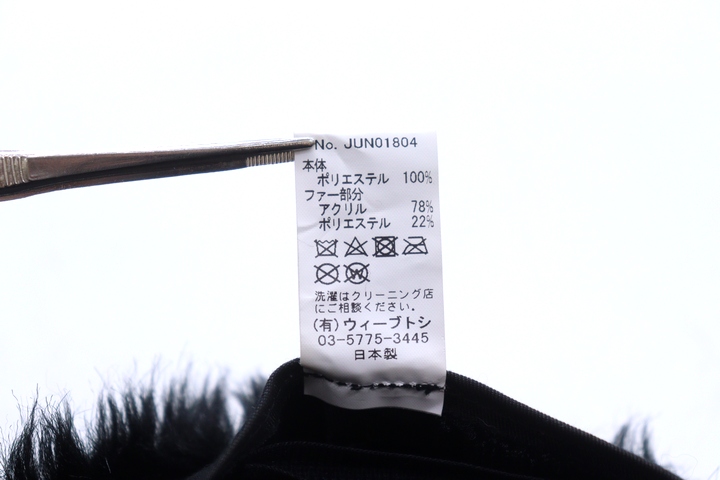 No. JUN01804
本体
ポリエステル 100%
ファー部分
アクリル 78%
ポリエステル 22%
洗濯はクリーニング店
にご相談ください.
(有)ウィーブトシ
03-5775-3445
日本製